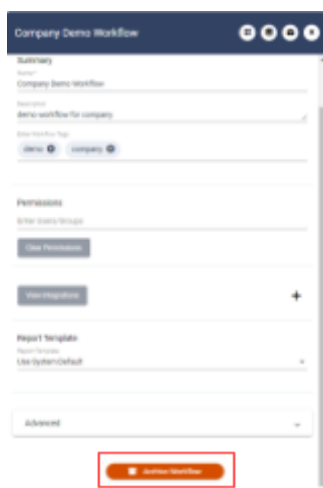 Company Demo Workflow
Summary
Name*
Company Demo Workflow
Description
demo workflow for company
Enter Workflow Tags
demo
company
Permissions
Enter Users/Groups
Clear Permissions
View Integrations
Report Template
Report Template
Use System Default
Advanced
Archive Workflow